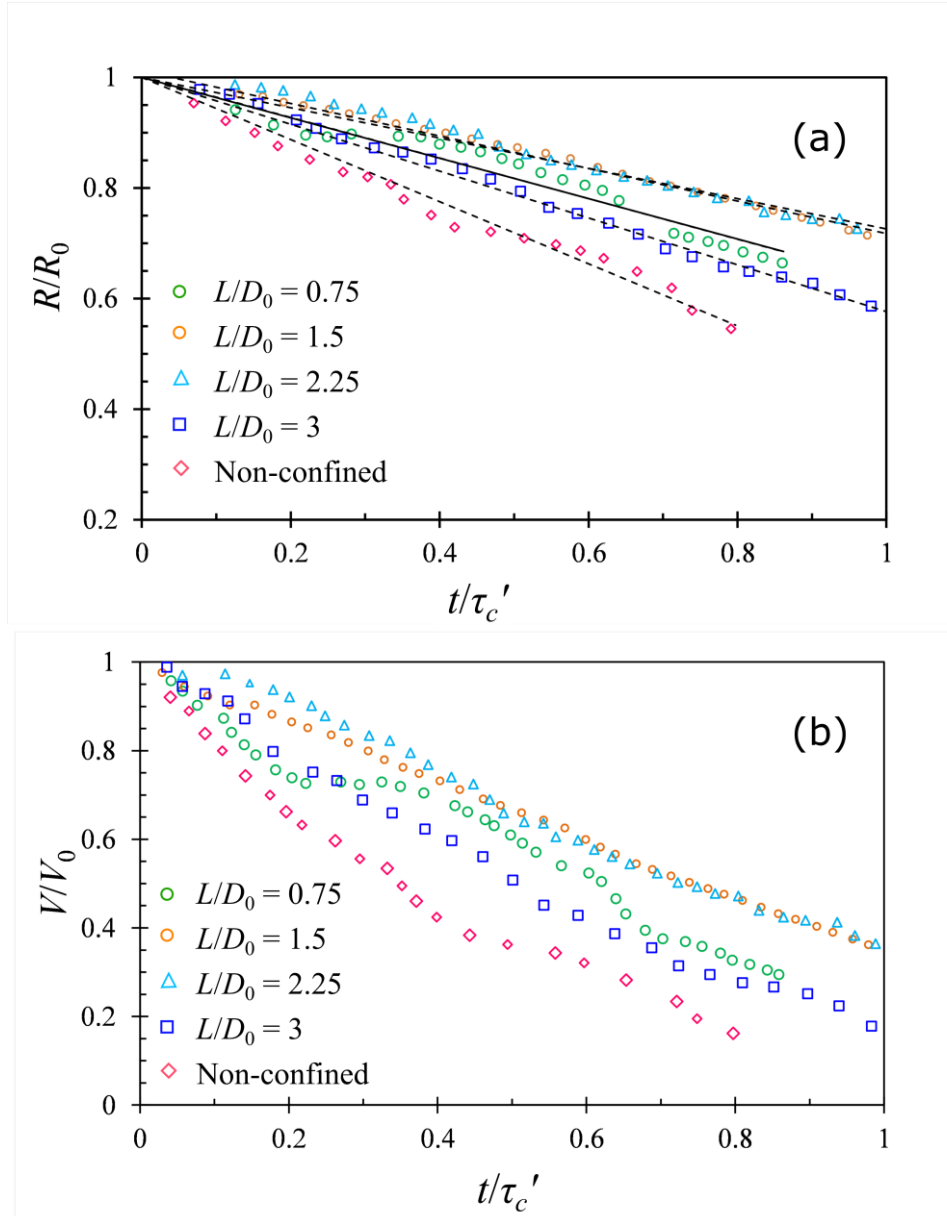 (a)
1
0.8
0.6
0.4
0.2
R/R₀
L/D₀ = 0.75
L/D₀ = 1.5
L/D₀ = 2.25
L/D₀ = 3
Non-confined
0 0.2 0.4 0.6 0.8 1
t/τc′
(b)
1
0.8
0.6
0.4
0.2
0
V/V₀
L/D₀ = 0.75
L/D₀ = 1.5
L/D₀ = 2.25
L/D₀ = 3
Non-confined
0 0.2 0.4 0.6 0.8 1
t/τc′